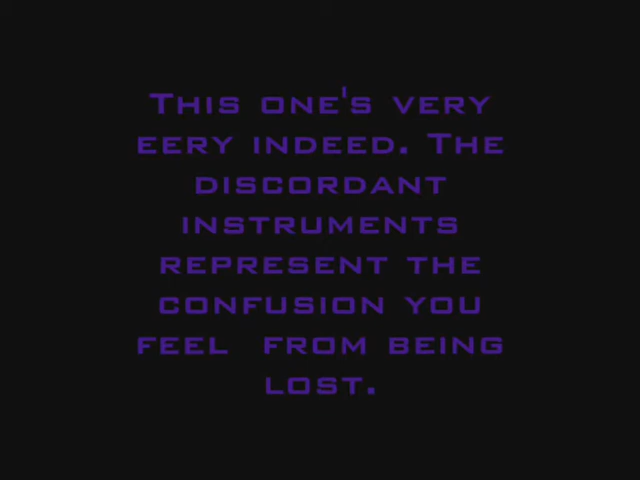 This one's very
eery indeed. The
discordant
instruments
represent the
confusion you
feel  from being
lost.